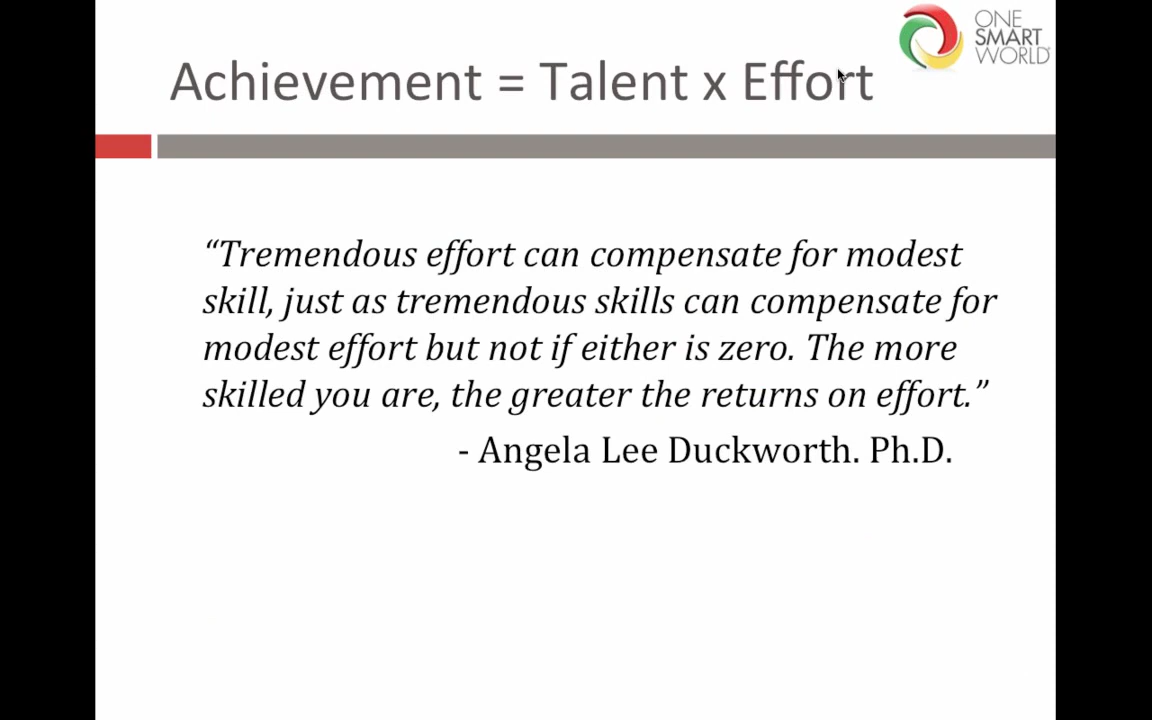 Achievement = Talent x Effort
ONE
SMART
WORLD
“Tremendous effort can compensate for modest
skill, just as tremendous skills can compensate for
modest effort but not if either is zero. The more
skilled you are, the greater the returns on effort.”
- Angela Lee Duckworth. Ph.D.